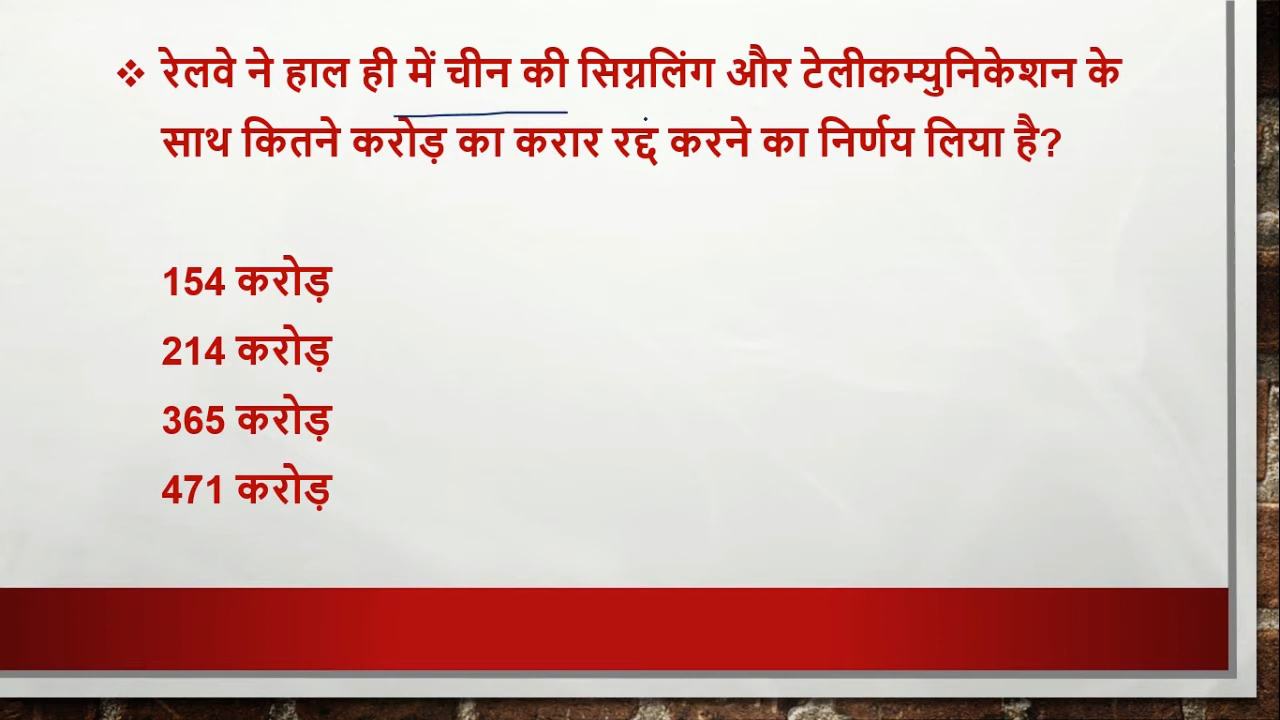 ❖ रेलवे ने हाल ही में चीन की सिग्नलिंग और टेलीकम्युनिकेशन के
साथ कितने करोड़ का करार रद्द करने का निर्णय लिया है?
154 करोड़
214 करोड़
365 करोड़
471 करोड़